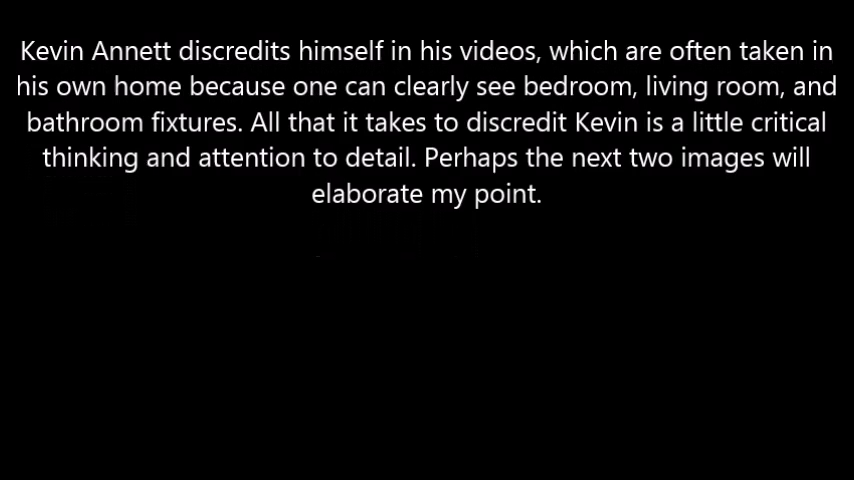 Kevin Annett discredits himself in his videos, which are often taken in
his own home because one can clearly see bedroom, living room, and
bathroom fixtures. All that it takes to discredit Kevin is a little critical
thinking and attention to detail. Perhaps the next two images will
elaborate my point.